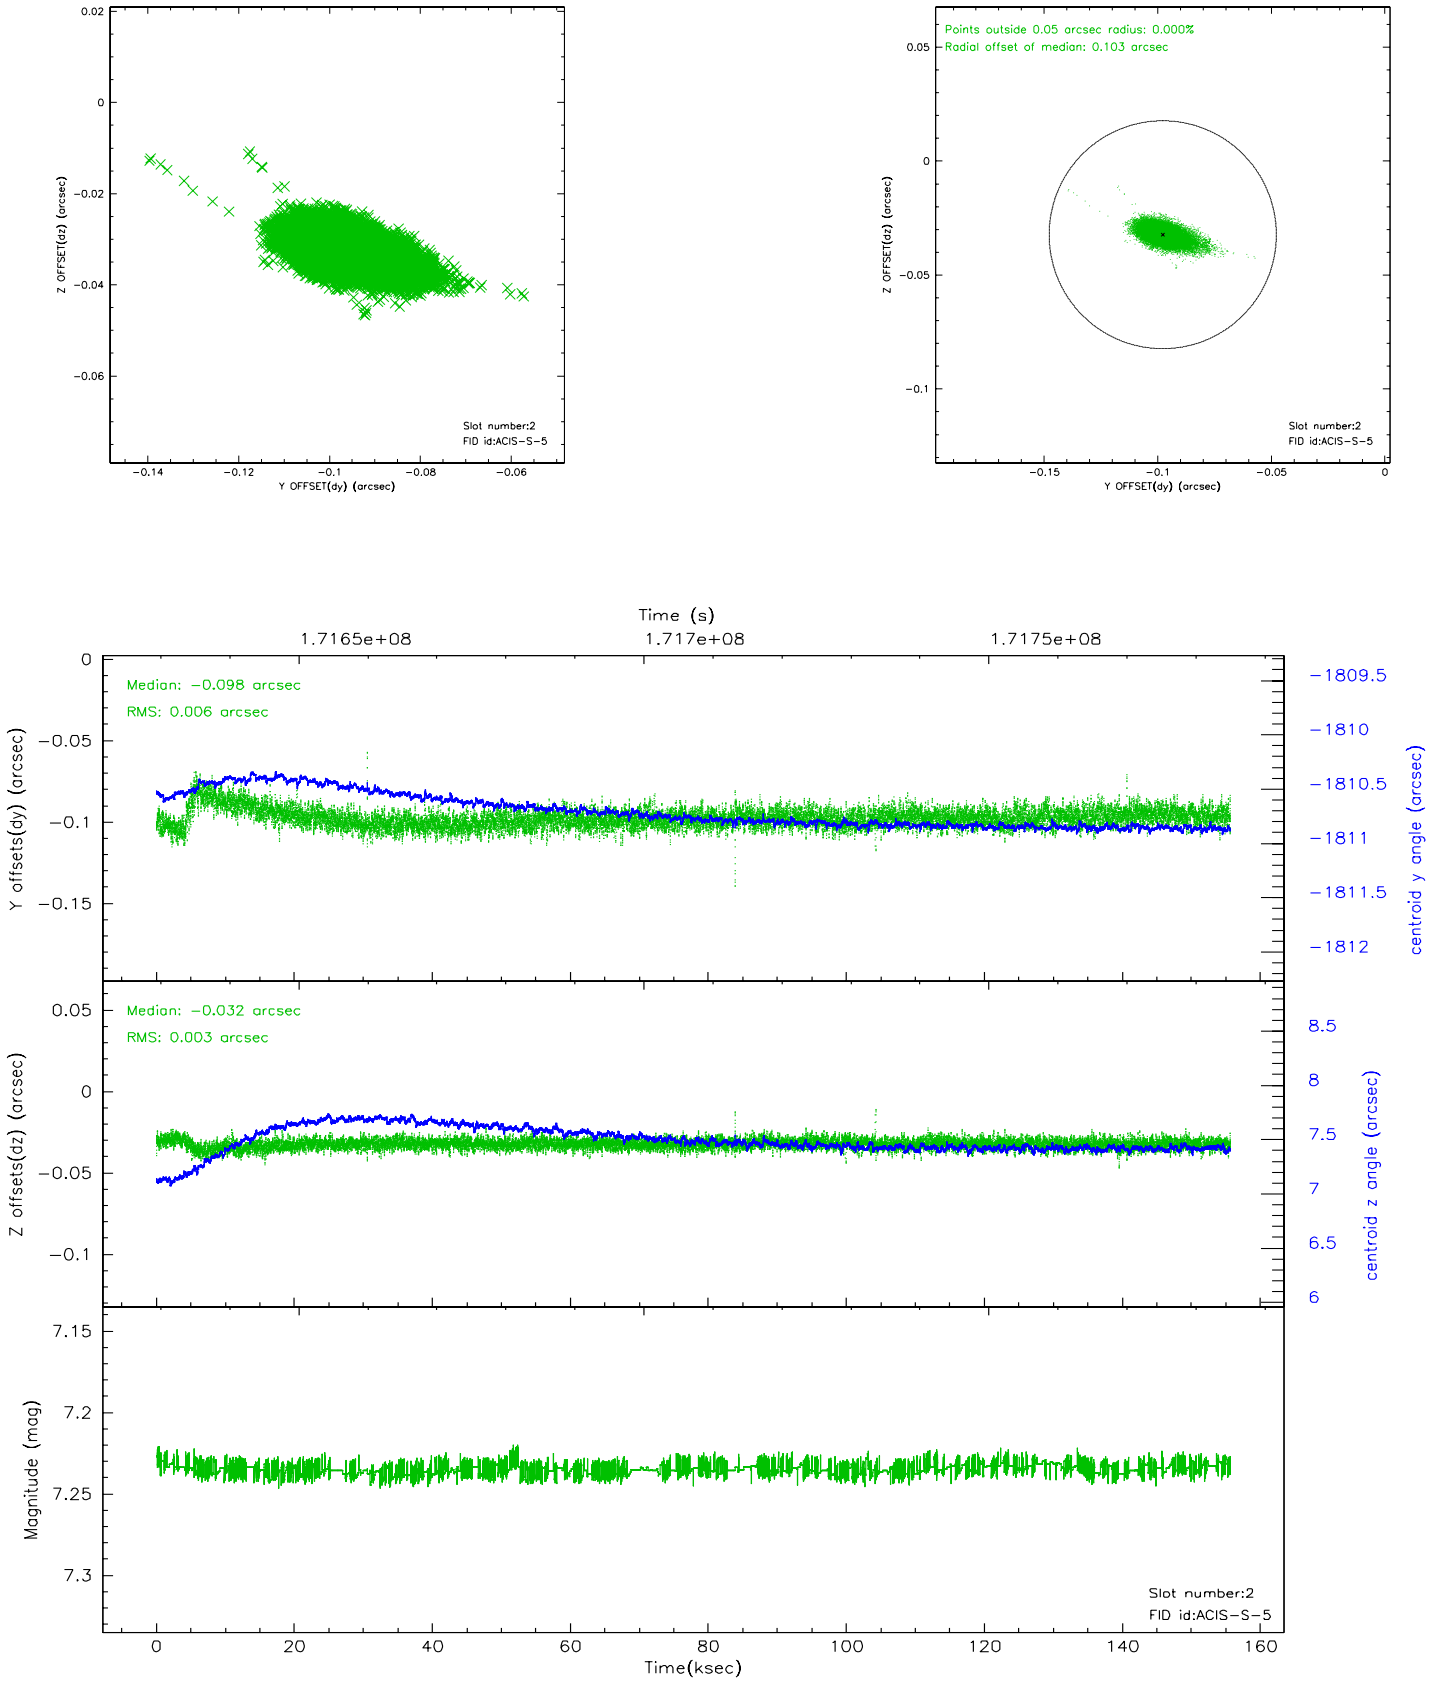 0.02
0
−0.02
−0.04
−0.06
Z OFFSET(dz) (arcsec)
Slot number:2
FID id:ACIS−S−5
−0.14 −0.12 −0.1 −0.08 −0.06
Y OFFSET(dy) (arcsec)
Points outside 0.05 arcsec radius: 0.000%
Radial offset of median: 0.103 arcsec
0.05
0
−0.05
−0.1
Z OFFSET(dz) (arcsec)
Slot number:2
FID id:ACIS−S−5
−0.15 −0.1 −0.05 0
Y OFFSET(dy) (arcsec)
Time (s)
1.7165e+08 1.717e+08 1.7175e+08
Median: −0.098 arcsec
RMS: 0.006 arcsec
0
−0.05
−0.1
−0.15
Y offsets(dy) (arcsec)
−1809.5
−1810
−1810.5
−1811
−1811.5
−1812
centroid y angle (arcsec)
Median: −0.032 arcsec
RMS: 0.003 arcsec
0.05
0
−0.05
−0.1
Z offsets(dz) (arcsec)
8.5
8
7.5
7
6.5
6
centroid z angle (arcsec)
7.15
7.2
7.25
7.3
Magnitude (mag)
Slot number:2
FID id:ACIS−S−5
0 20 40 60 80 100 120 140 160
Time(ksec)